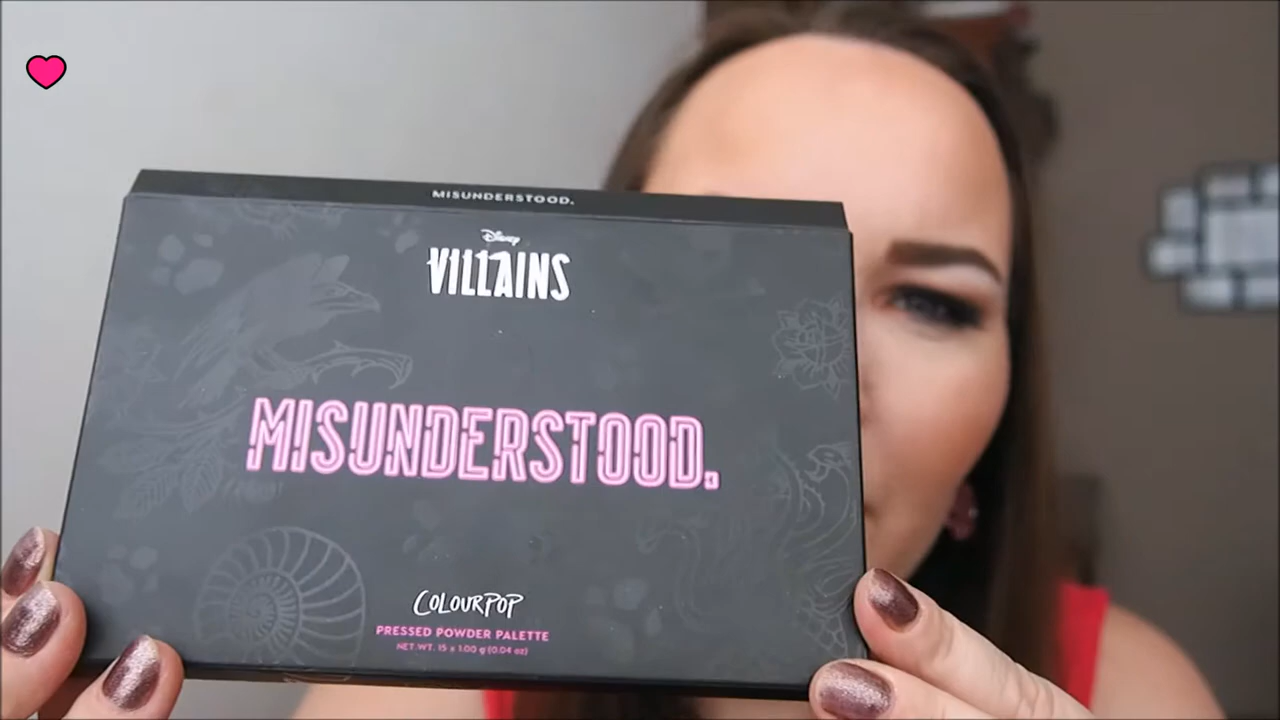 MISUNDERSTOOD.
Disney
VILLAINS
MISUNDERSTOOD.
COLOURPOP
PRESSED POWDER PALETTE
NET WT. 15 x 1.00 g (0.04 oz)